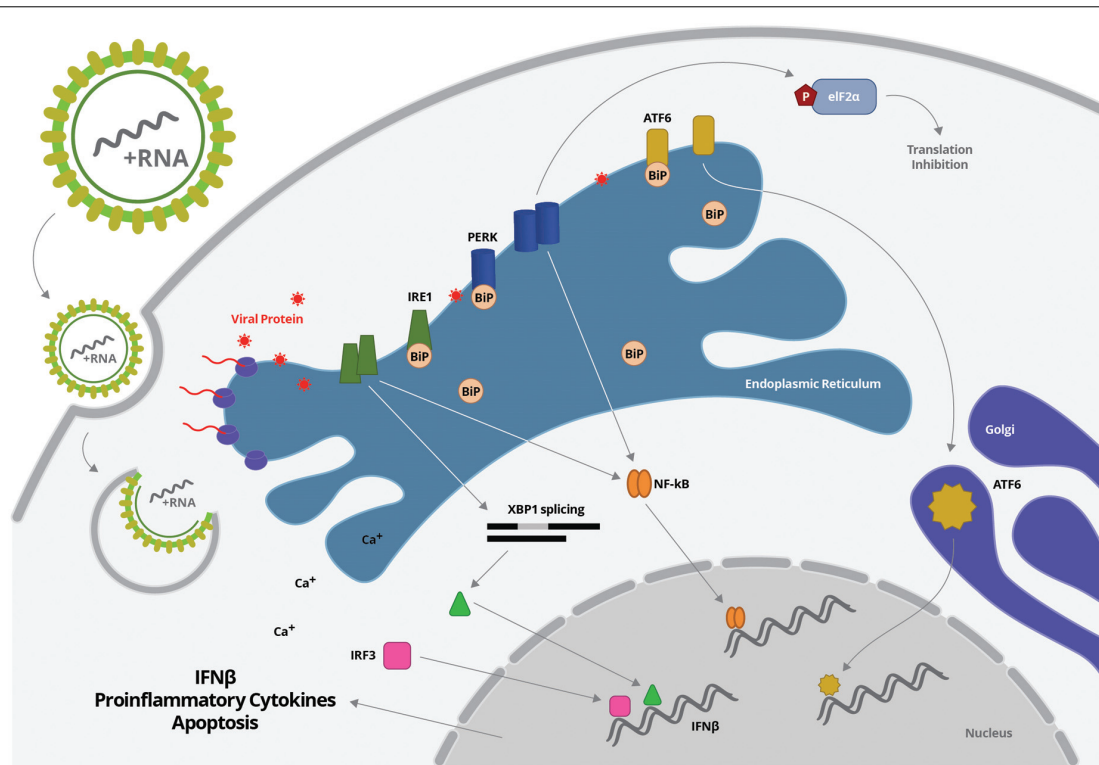 +RNA
P
eIF2α
Translation
Inhibition
ATF6
BiP
BiP
PERK
BiP
IRE1
BiP
BiP
BiP
Viral Protein
+RNA
Endoplasmic Reticulum
Golgi
ATF6
+RNA
NF-kB
XBP1 splicing
Ca+
Ca+
Ca+
IRF3
IFNβ
Proinflammatory Cytokines
Apoptosis
IFNβ
Nucleus